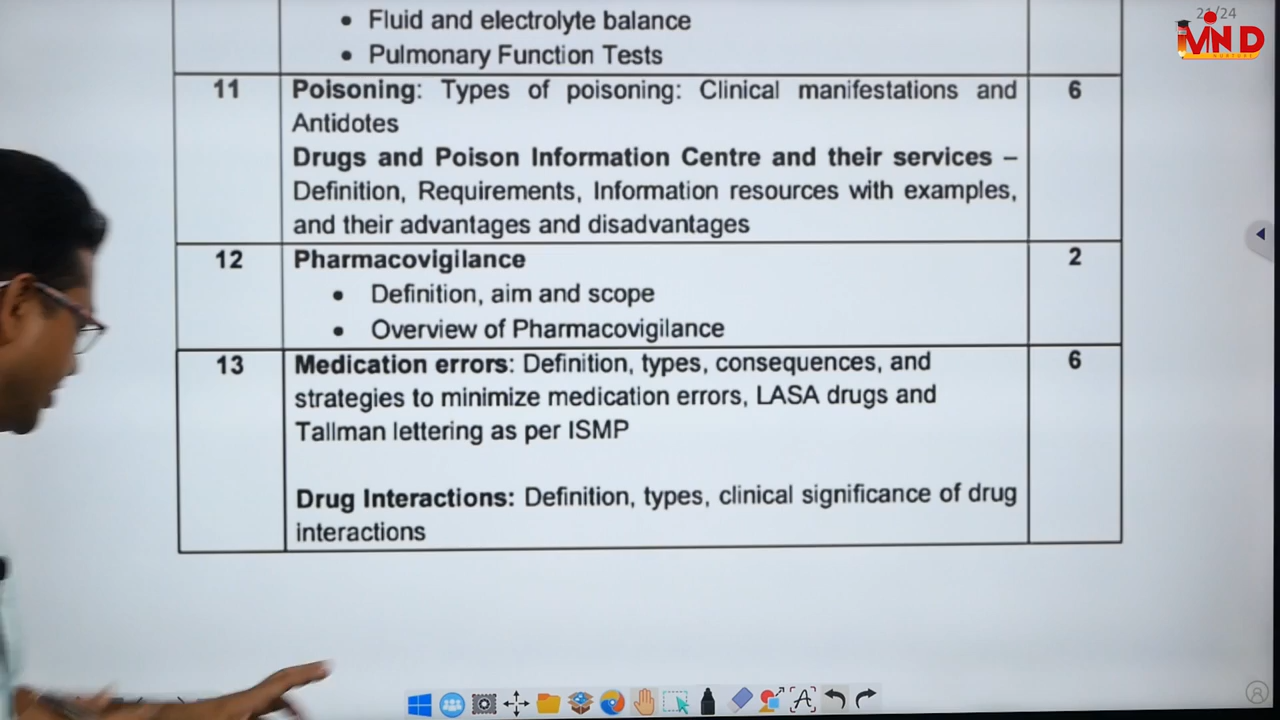 21/24
MIND
NURTURE
• Fluid and electrolyte balance
• Pulmonary Function Tests
11 Poisoning: Types of poisoning: Clinical manifestations and 6
Antidotes
Drugs and Poison Information Centre and their services –
Definition, Requirements, Information resources with examples,
and their advantages and disadvantages
12 Pharmacovigilance 2
• Definition, aim and scope
• Overview of Pharmacovigilance
13 Medication errors: Definition, types, consequences, and 6
strategies to minimize medication errors, LASA drugs and
Tallman lettering as per ISMP
Drug Interactions: Definition, types, clinical significance of drug
interactions